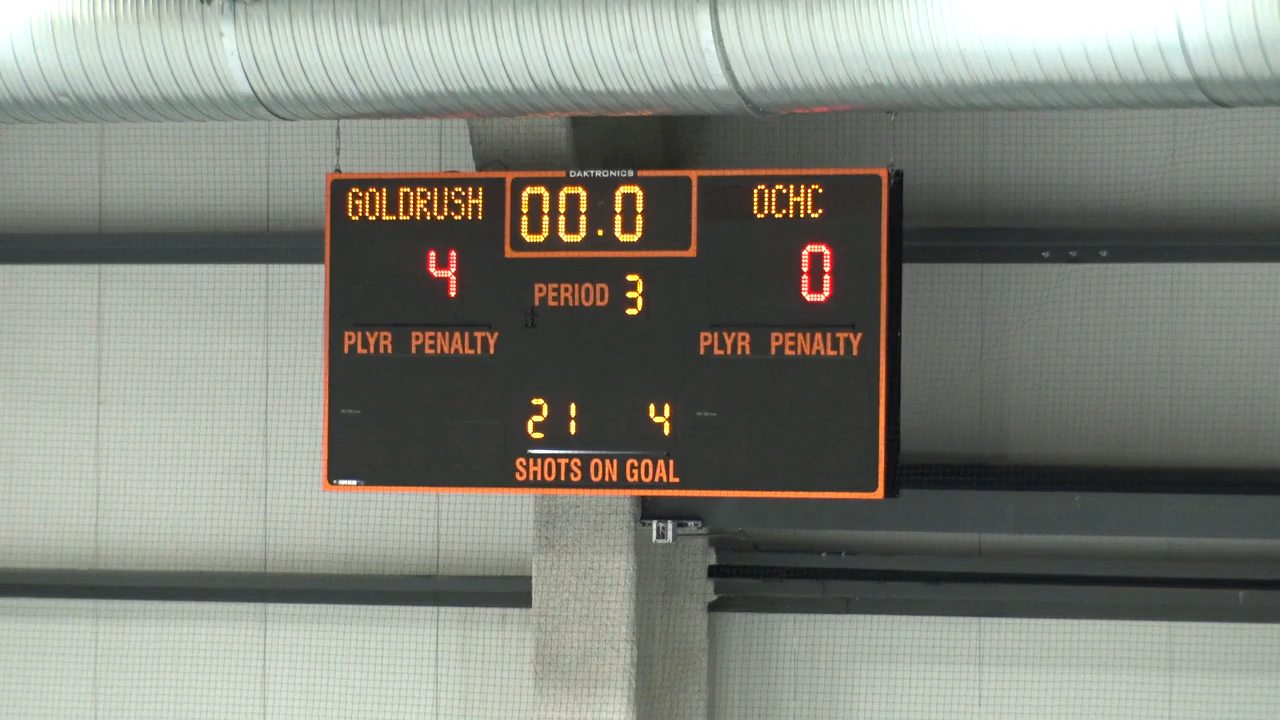 DAKTRONICS
GOLDRUSH 00.0 OCHC
4 0
PERIOD 3
PLYR PENALTY PLYR PENALTY
21 4
SHOTS ON GOAL